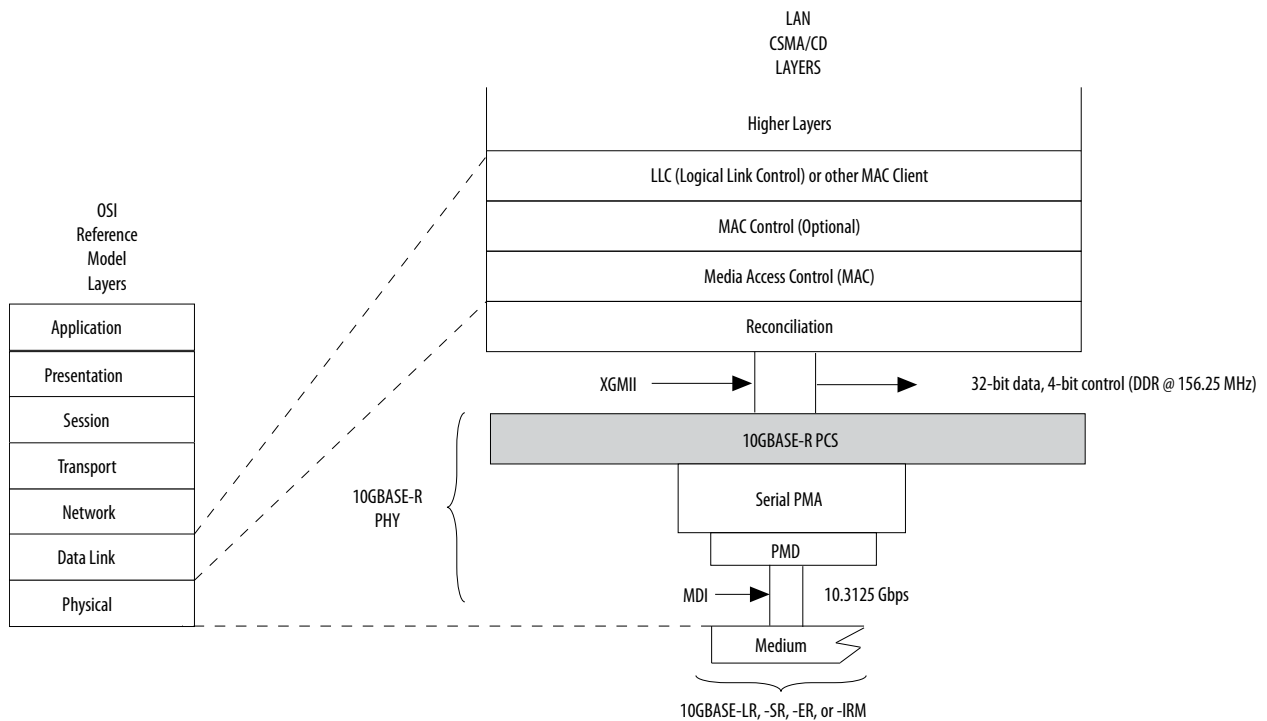 LAN
CSMA/CD
LAYERS
Higher Layers
LLC (Logical Link Control) or other MAC Client
MAC Control (Optional)
Media Access Control (MAC)
Reconciliation
OSI
Reference
Model
Layers
Application
Presentation
Session
Transport
Network
Data Link
Physical
XGMII
32-bit data, 4-bit control (DDR @ 156.25 MHz)
10GBASE-R PCS
10GBASE-R
PHY
Serial PMA
PMD
MDI
10.3125 Gbps
Medium
10GBASE-LR, -SR, -ER, or -lRM